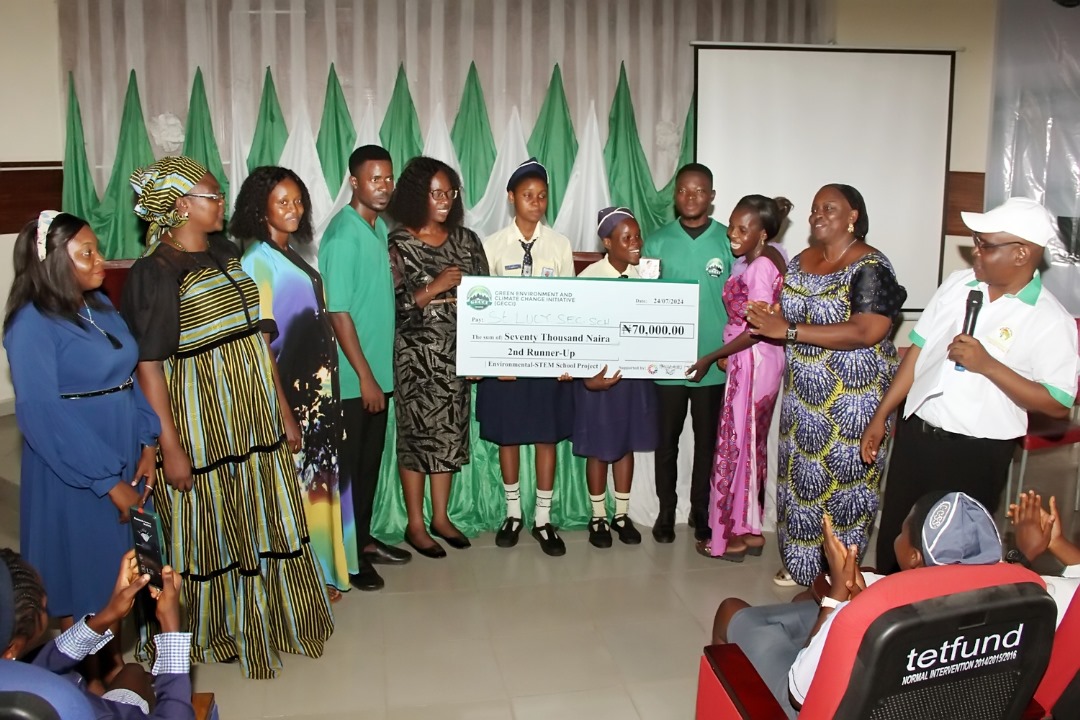 GREEN ENVIRONMENT AND
CLIMATE CHANGE INITIATIVE
(GECCI)
Date: 24/07/2024
Pay: St LUCY SEC. SCH
₦70,000.00
The sum of: Seventy Thousand Naira
2nd Runner-Up
Environmental-STEM School Project
Supported by:
tetfund
NORMAL INTERVENTION 2014/2015/2016